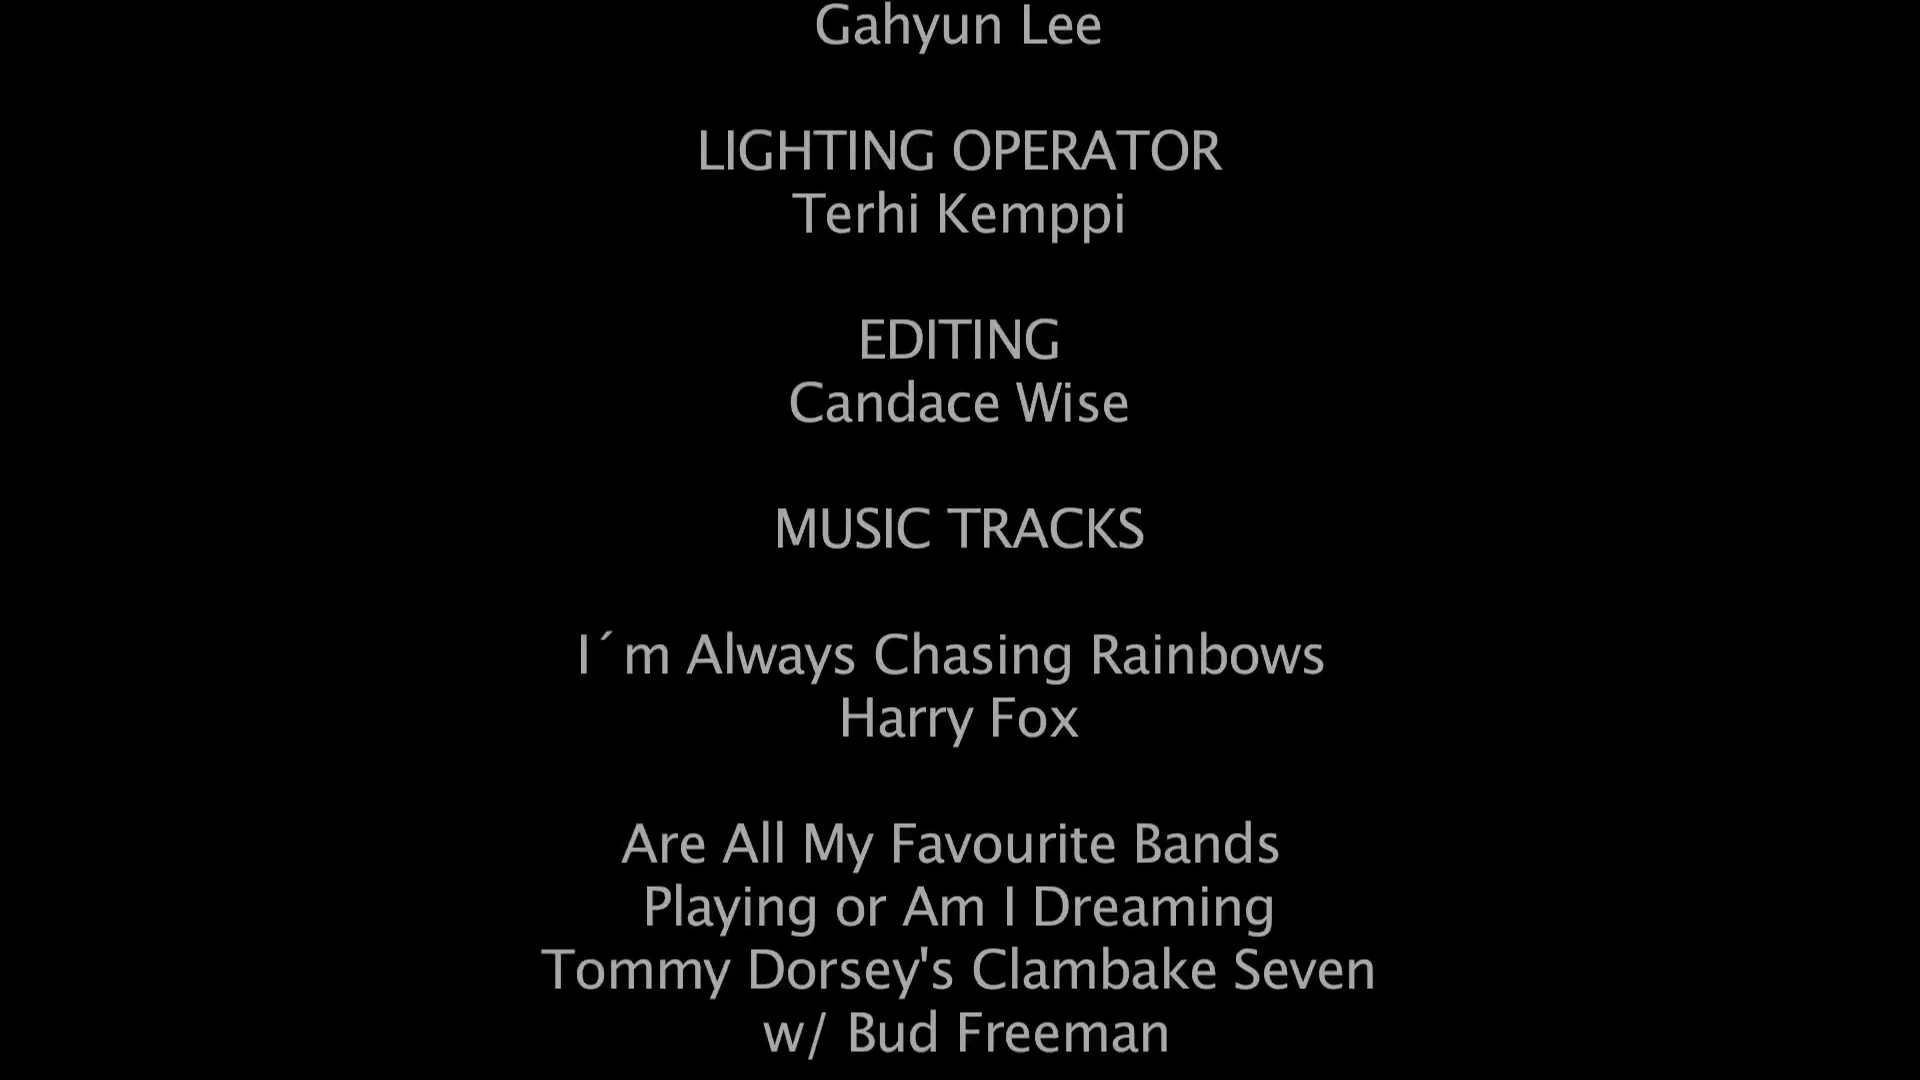 Gahyun Lee
LIGHTING OPERATOR
Terhi Kemppi
EDITING
Candace Wise
MUSIC TRACKS
I´m Always Chasing Rainbows
Harry Fox
Are All My Favourite Bands
Playing or Am I Dreaming
Tommy Dorsey's Clambake Seven
w/ Bud Freeman